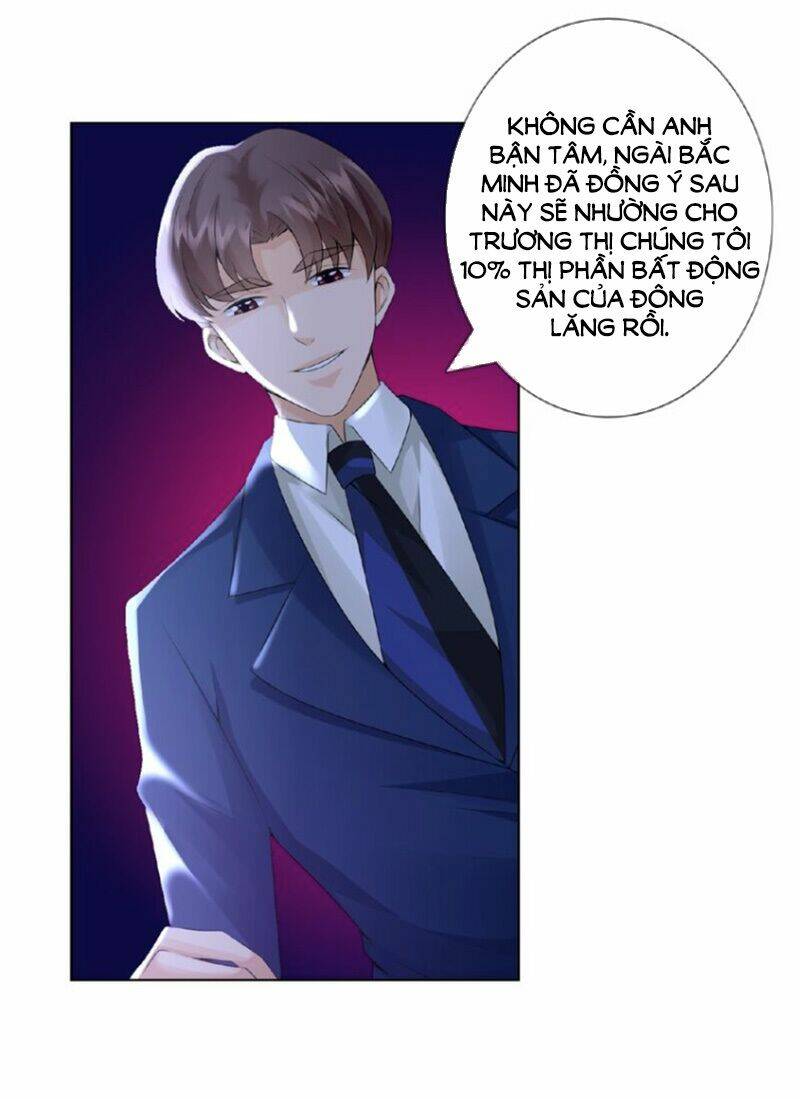 KHÔNG CẦN ANH
BẬN TÂM, NGÀI BẮC
MINH ĐÃ ĐỒNG Ý SAU
NÀY SẼ NHƯỜNG CHO
TRƯƠNG THỊ CHÚNG TÔI
10% THỊ PHẦN BẤT ĐỘNG
SẢN CỦA ĐÔNG
LĂNG RỒI.